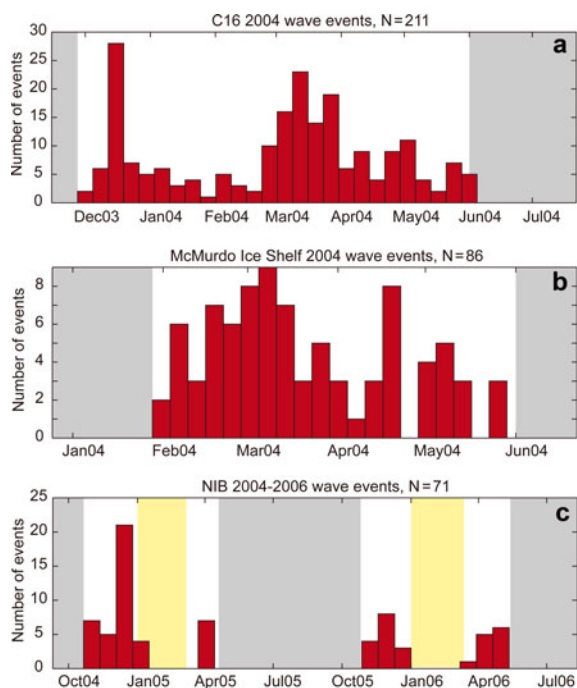 C16 2004 wave events, N=211
a
Number of events
30
25
20
15
10
5
0
Dec03 Jan04 Feb04 Mar04 Apr04 May04 Jun04 Jul04
McMurdo Ice Shelf 2004 wave events, N=86
b
Number of events
8
6
4
2
0
Jan04 Feb04 Mar04 Apr04 May04 Jun04
NIB 2004-2006 wave events, N=71
c
Number of events
25
20
15
10
5
0
Oct04 Jan05 Apr05 Jul05 Oct05 Jan06 Apr06 Jul06